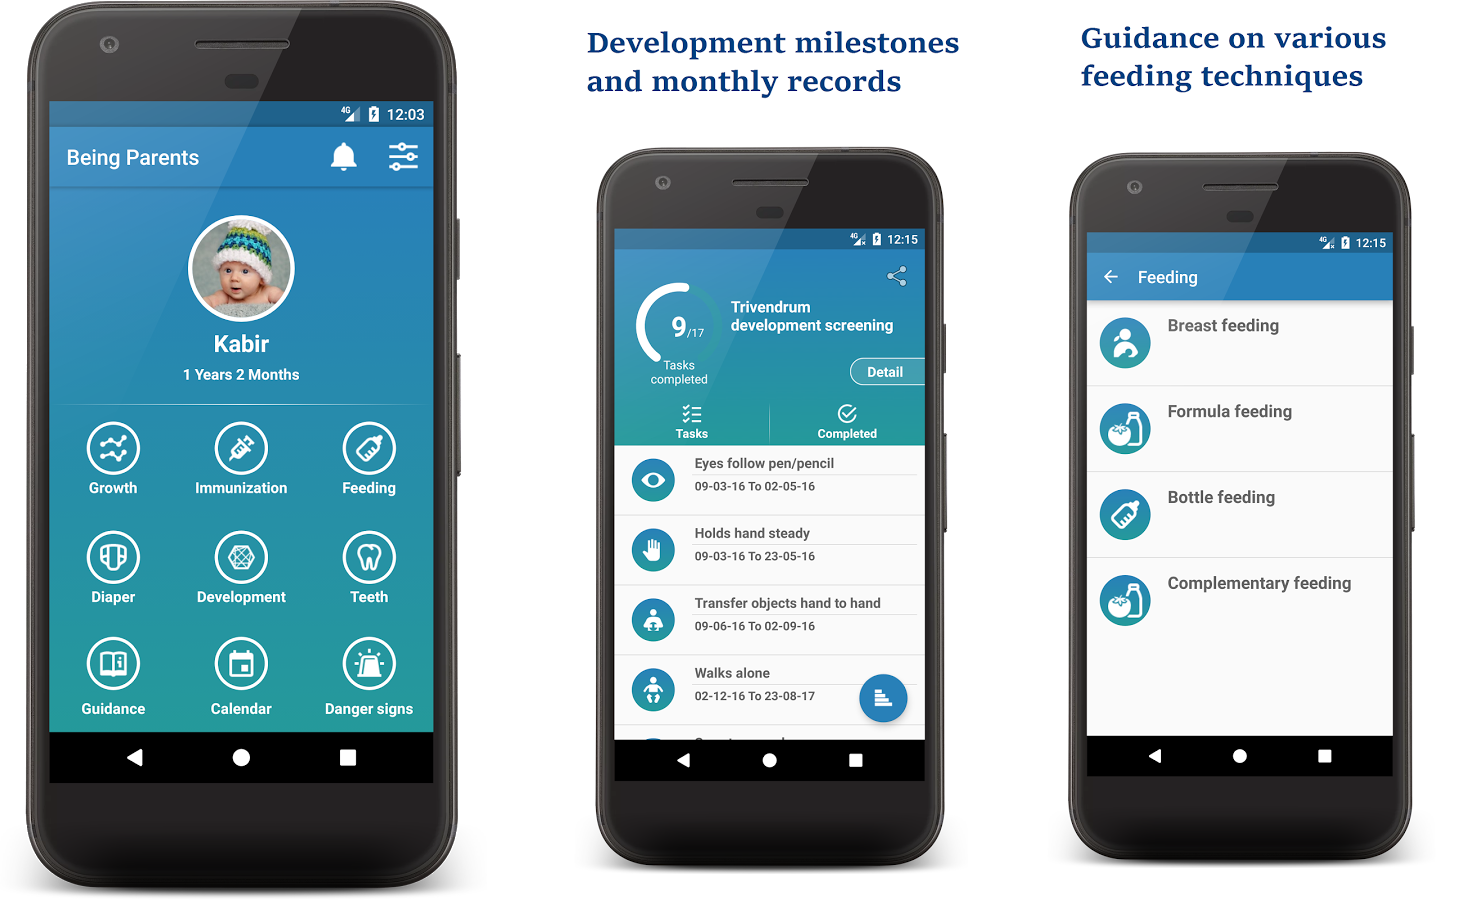 4G 12:03
Being Parents
Kabir
1 Years 2 Months
Growth Immunization Feeding
Diaper Development Teeth
Guidance Calendar Danger signs
Development milestones
and monthly records
4G 12:15
9/17
Tasks
completed
Trivendrum
development screening
Detail
Tasks Completed
Eyes follow pen/pencil
09-03-16 To 02-05-16
Holds hand steady
09-03-16 To 23-05-16
Transfer objects hand to hand
09-06-16 To 02-09-16
Walks alone
02-12-16 To 23-08-17
Guidance on various
feeding techniques
4G 12:15
Feeding
Breast feeding
Formula feeding
Bottle feeding
Complementary feeding